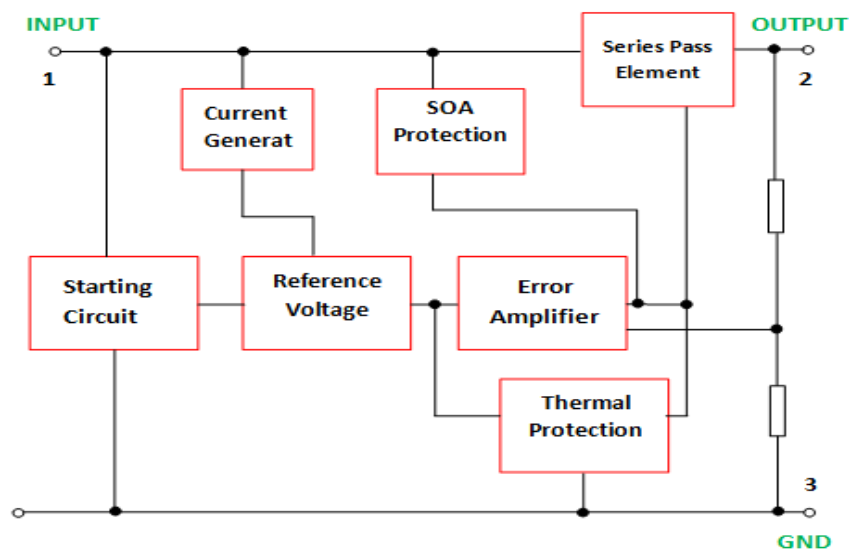 INPUT
OUTPUT
1
2
Series Pass
Element
Current
Generat
SOA
Protection
Starting
Circuit
Reference
Voltage
Error
Amplifier
Thermal
Protection
3
GND